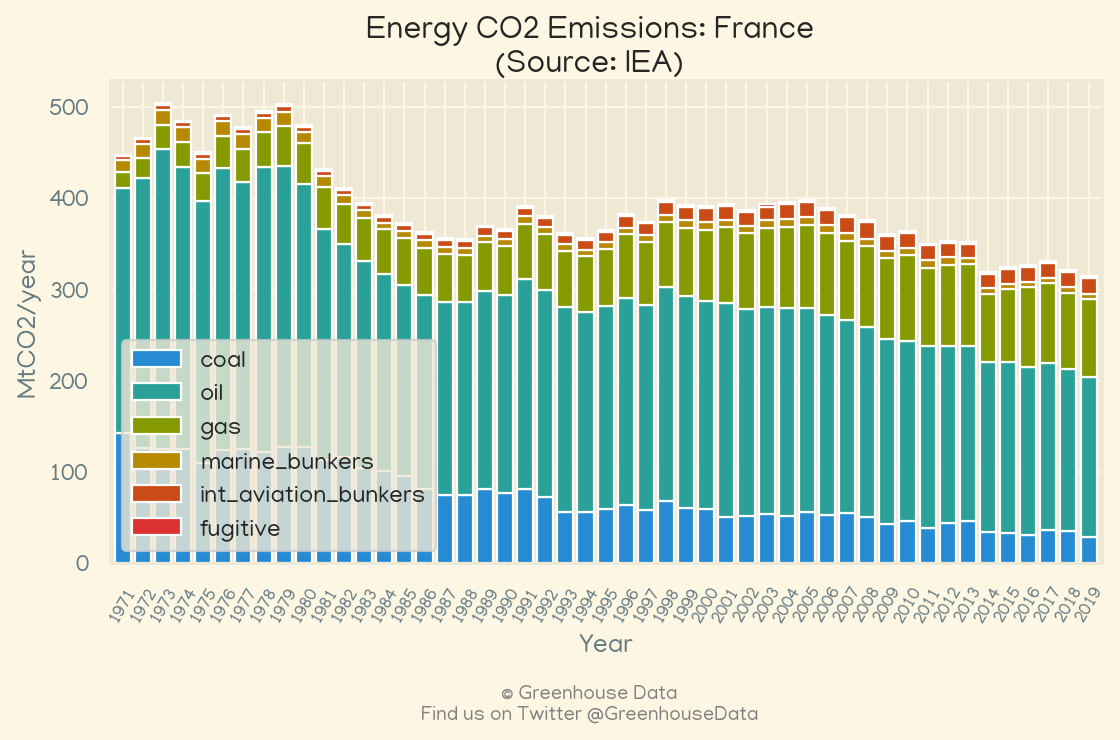 Energy CO2 Emissions: France
(Source: IEA)
MtCO2/year
500
400
300
200
100
0
coal
oil
gas
marine_bunkers
int_aviation_bunkers
fugitive
1971 1972 1973 1974 1975 1976 1977 1978 1979 1980 1981 1982 1983 1984 1985 1986 1987 1988 1989 1990 1991 1992 1993 1994 1995 1996 1997 1998 1999 2000 2001 2002 2003 2004 2005 2006 2007 2008 2009 2010 2011 2012 2013 2014 2015 2016 2017 2018 2019
Year
© Greenhouse Data
Find us on Twitter @GreenhouseData